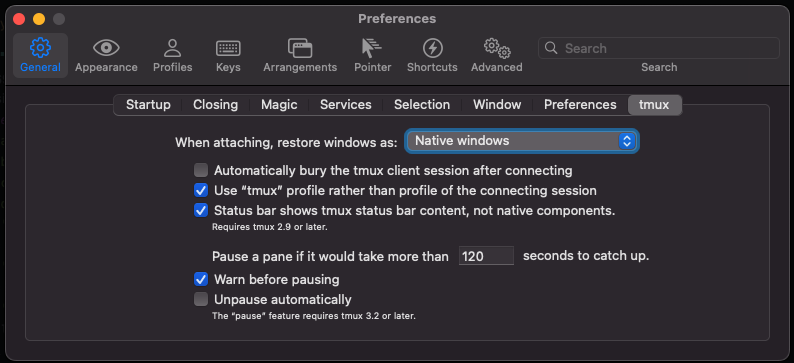 Preferences
General Appearance Profiles Keys Arrangements Pointer Shortcuts Advanced Search
Search
Startup Closing Magic Services Selection Window Preferences tmux
When attaching, restore windows as: Native windows
Automatically bury the tmux client session after connecting
Use “tmux” profile rather than profile of the connecting session
Status bar shows tmux status bar content, not native components.
Requires tmux 2.9 or later.
Pause a pane if it would take more than 120 seconds to catch up.
Warn before pausing
Unpause automatically
The “pause” feature requires tmux 3.2 or later.